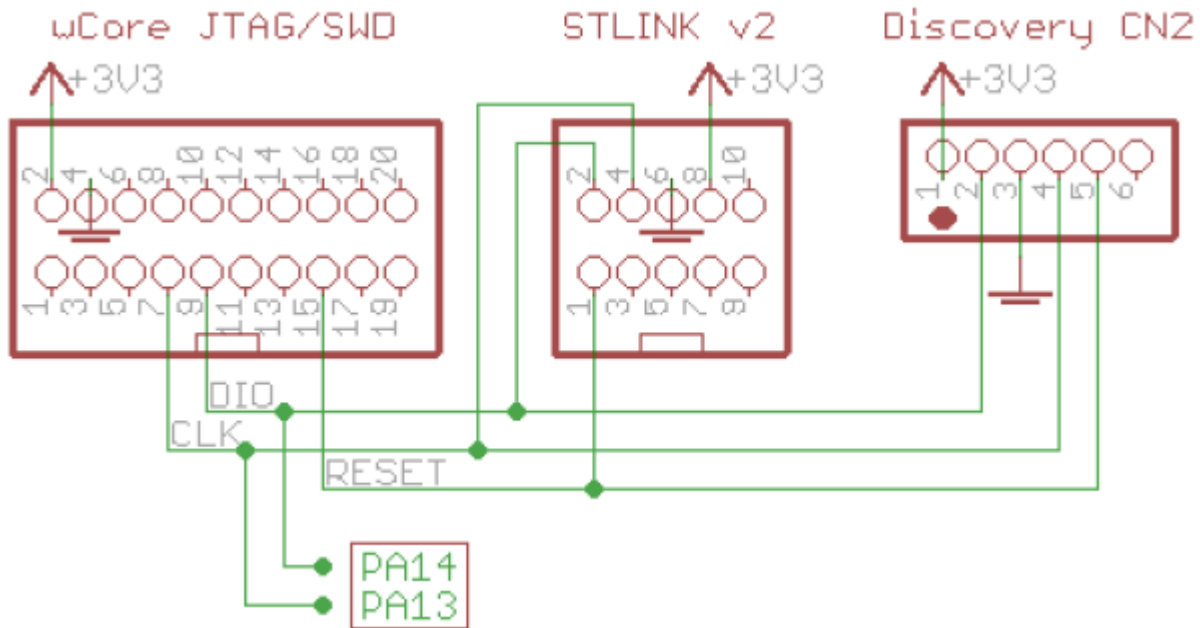 wCore JTAG/SWD
STLINK v2
Discovery CN2
+3V3
+3V3
+3V3
2 4 6 8 10 12 14 16 18 20
2 4 6 8 10
1 2 3 4 5 6
1 3 5 7 9 11 13 15 17 19
1 3 5 7 9
DIO
CLK
RESET
PA14
PA13